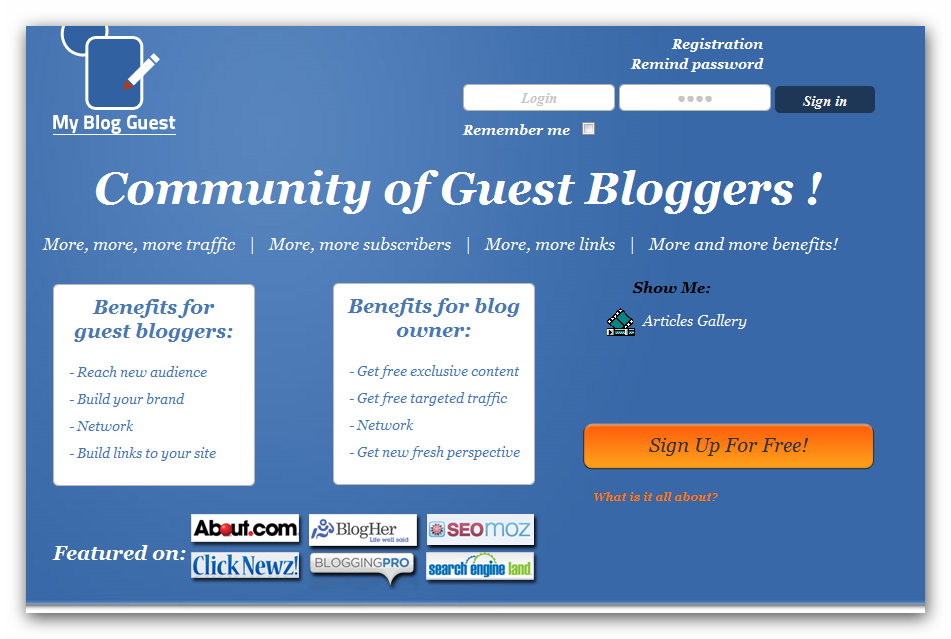 My Blog Guest
Registration
Remind password
Login
Sign in
Remember me
Community of Guest Bloggers !
More, more, more traffic | More, more subscribers | More, more links | More and more benefits!
Benefits for
guest bloggers:
- Reach new audience
- Build your brand
- Network
- Build links to your site
Benefits for blog
owner:
- Get free exclusive content
- Get free targeted traffic
- Network
- Get new fresh perspective
Show Me:
Articles Gallery
Sign Up For Free!
What is it all about?
Featured on:
About.com
BlogHer
Life well said
SEOmoz
ClickNewz!
BLOGGINGPRO
search engine land